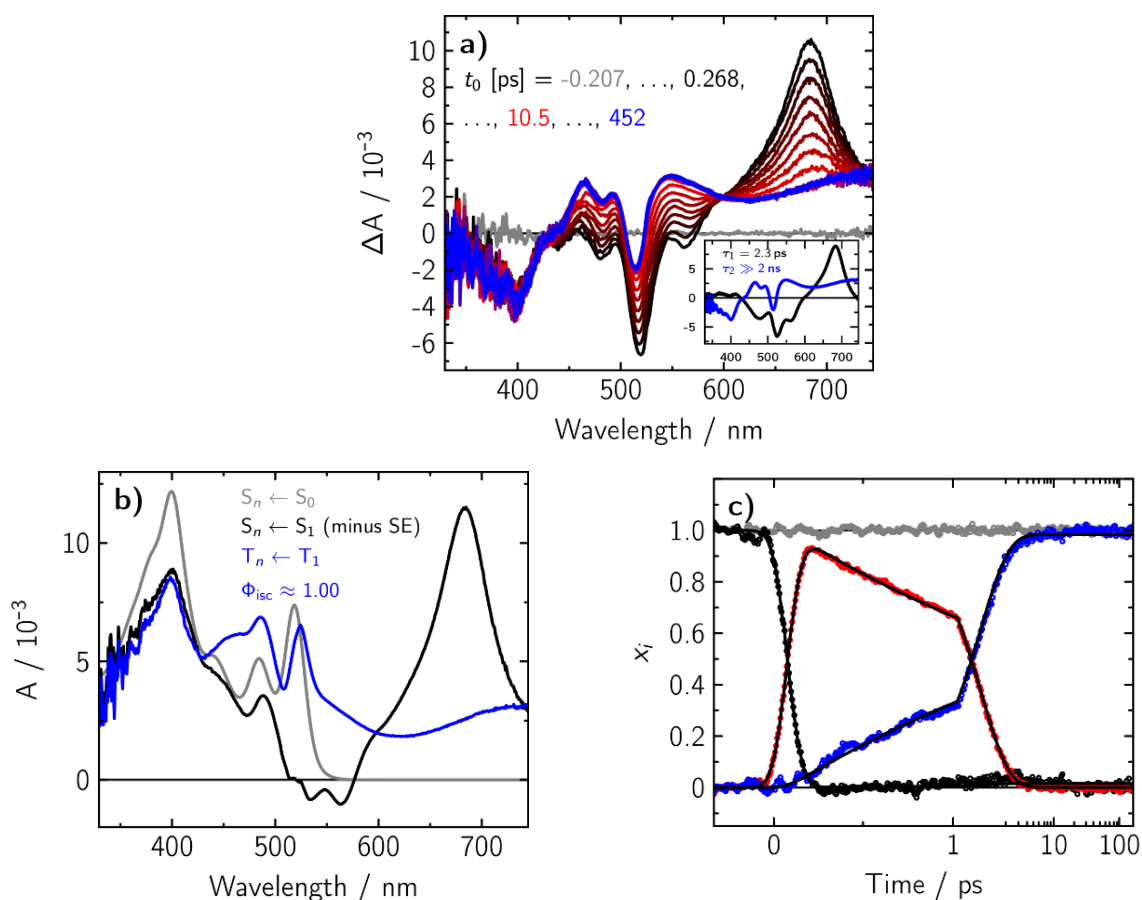 a)
t₀ [ps] = -0.207, . . ., 0.268,
. . ., 10.5, . . ., 452
ΔA / 10⁻³
10
8
6
4
2
0
-2
-4
-6
400 500 600 700
Wavelength / nm
τ₁ = 2.3 ps
τ₂ ≫ 2 ns
5
0
-5
400 500 600 700
b)
Sₙ ← S₀
Sₙ ← S₁ (minus SE)
Tₙ ← T₁
Φisc ≈ 1.00
A / 10⁻³
10
5
0
400 500 600 700
Wavelength / nm
c)
xᵢ
1.0
0.8
0.6
0.4
0.2
0
0 1 10 100
Time / ps